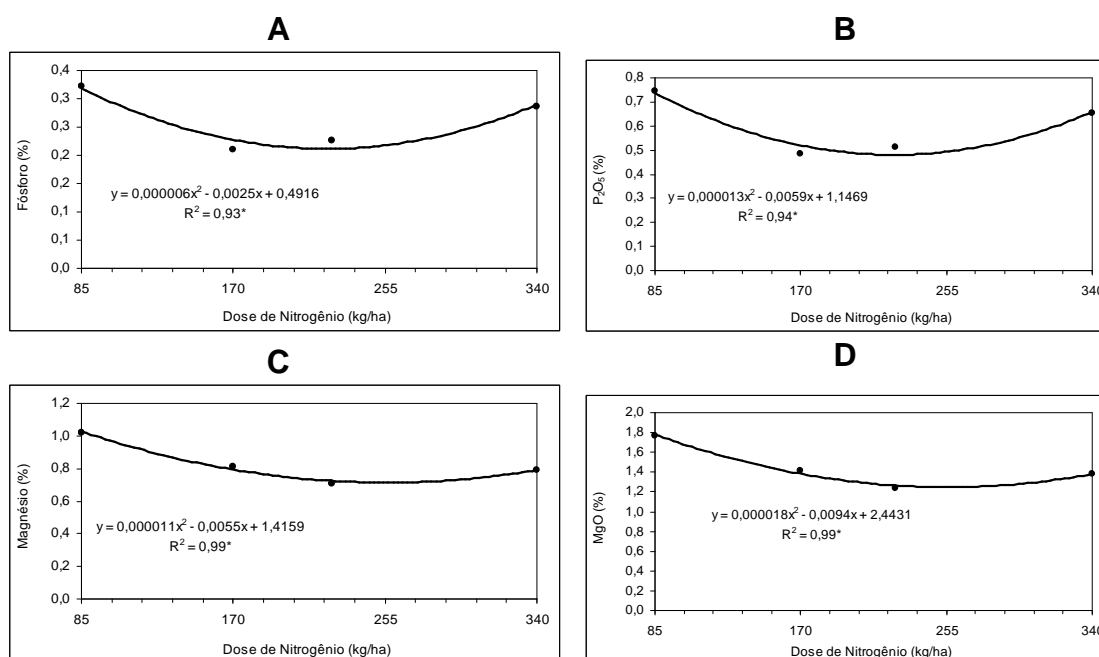 A
0,4
0,3
0,3
0,2
0,2
0,1
0,1
0,0
Fósforo (%)
y = 0,000006x² - 0,0025x + 0,4916
R² = 0,93*
85 170 255 340
Dose de Nitrogênio (kg/ha)
B
0,8
0,7
0,6
0,5
0,4
0,3
0,2
0,1
0,0
P₂O₅ (%)
y = 0,000013x² - 0,0059x + 1,1469
R² = 0,94*
85 170 255 340
Dose de Nitrogênio (kg/ha)
C
1,2
1,0
0,8
0,6
0,4
0,2
0,0
Magnésio (%)
y = 0,000011x² - 0,0055x + 1,4159
R² = 0,99*
85 170 255 340
Dose de Nitrogênio (kg/ha)
D
2,0
1,8
1,6
1,4
1,2
1,0
0,8
0,6
0,4
0,2
0,0
MgO (%)
y = 0,000018x² - 0,0094x + 2,4431
R² = 0,99*
85 170 255 340
Dose de Nitrogênio (kg/ha)